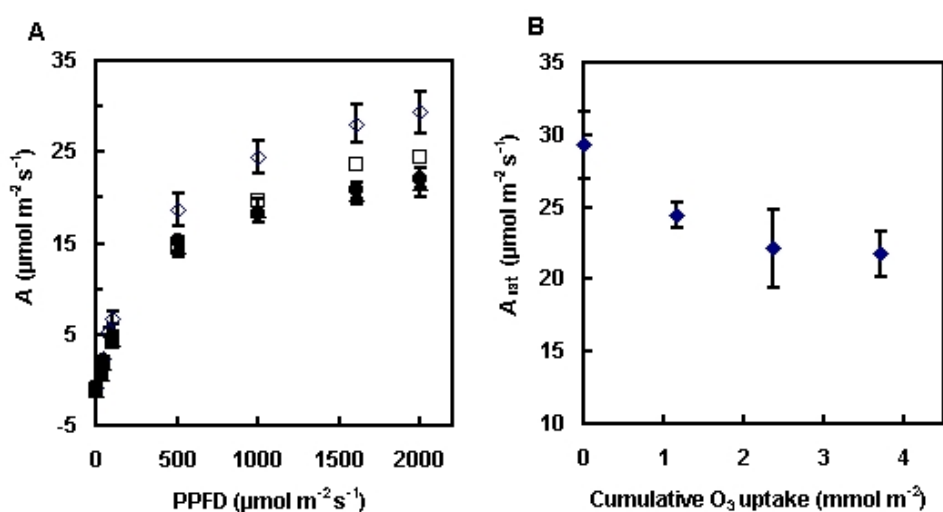 A
35
25
15
5
-5
A (µmol m⁻² s⁻¹)
0 500 1000 1500 2000
PPFD (µmol m⁻² s⁻¹)
B
35
30
25
20
15
10
(µmol m⁻² s⁻¹)
0 1 2 3 4
Cumulative O₃ uptake (mmol m⁻²)